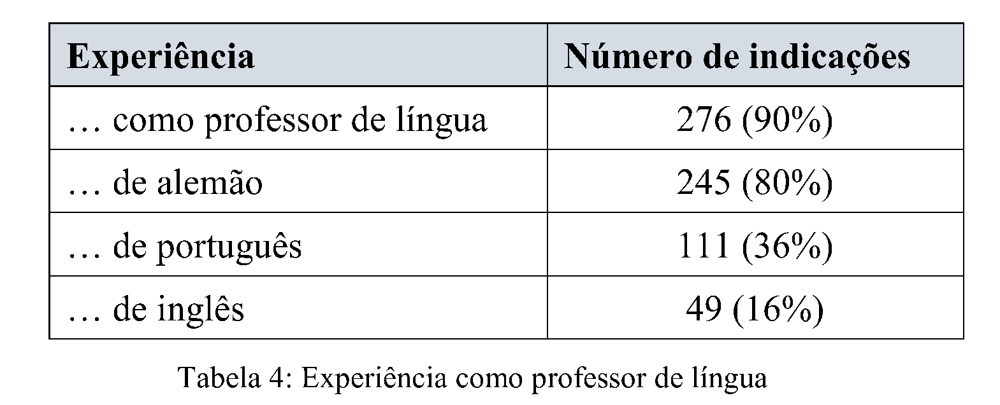 Experiência Número de indicações
… como professor de língua 276 (90%)
… de alemão 245 (80%)
… de português 111 (36%)
… de inglês 49 (16%)
Tabela 4: Experiência como professor de língua